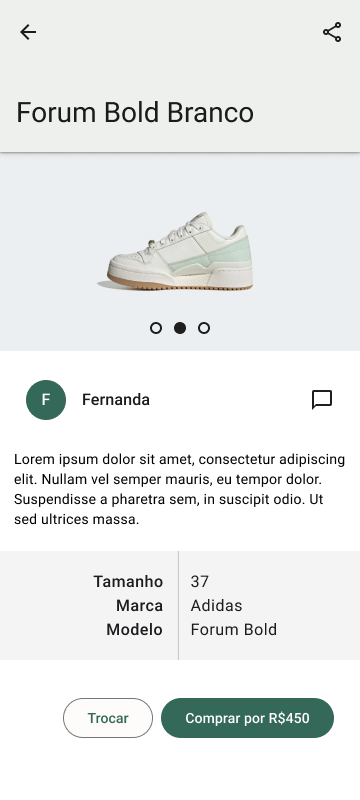 Forum Bold Branco
F
Fernanda
Lorem ipsum dolor sit amet, consectetur adipiscing
elit. Nullam vel semper mauris, eu tempor dolor.
Suspendisse a pharetra sem, in suscipit odio. Ut
sed ultrices massa.
Tamanho 37
Marca Adidas
Modelo Forum Bold
Trocar
Comprar por R$450